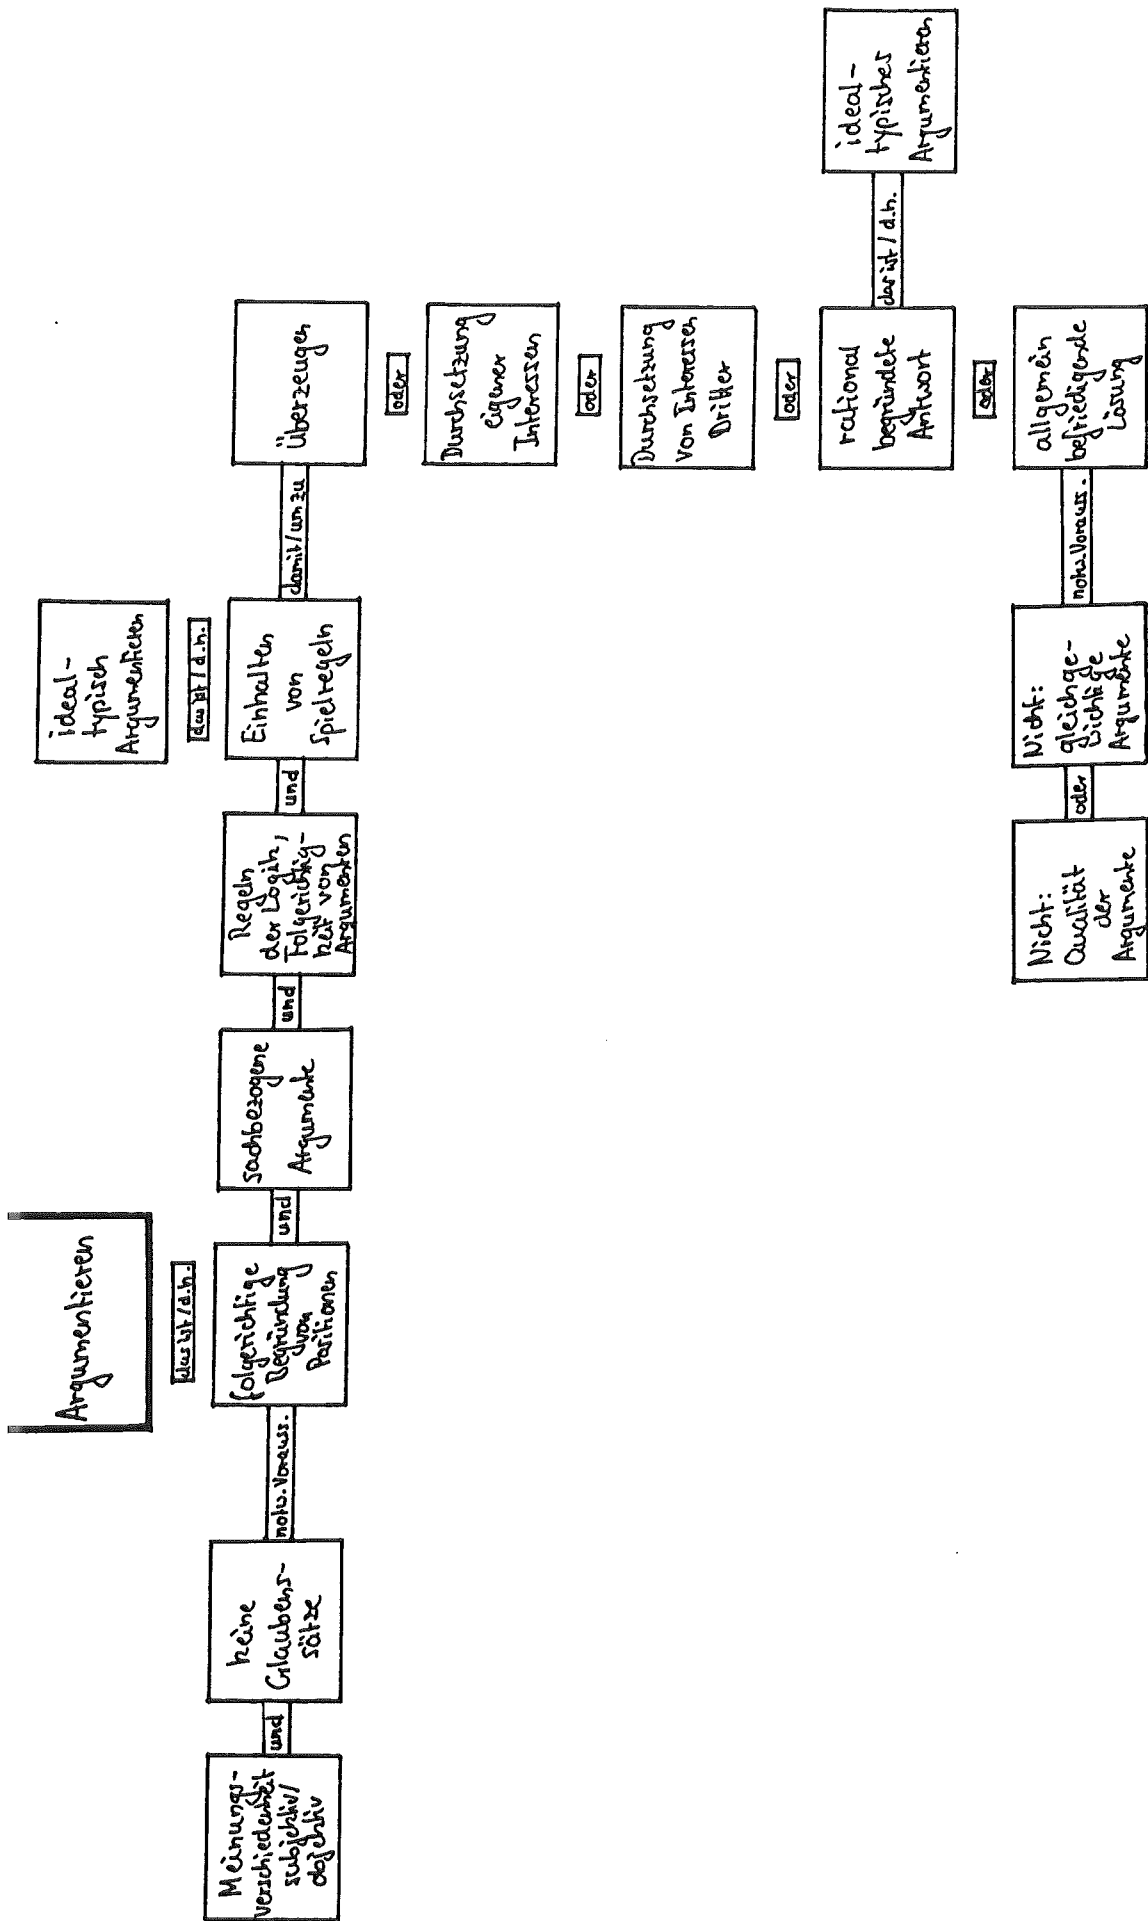 Argumentieren
das ist / d.h.
ideal-
typisch
Argumentieren
das ist / d.h.
Meinungs-
verschiedenheit
subjektiv/
objektiv
und
keine
Glaubens-
sätze
notw. Vorauss.
folgerichtige
Begründung
von
Positionen
und
sachbezogene
Argumente
und
Regeln
der Logik,
Folgerichtig-
keit von
Argumenten
und
Einhalten
von
Spielregeln
damit/um zu
Überzeugen
oder
Durchsetzung
eigener
Interessen
oder
Durchsetzung
von Interessen
Dritter
oder
rational
begründete
Antwort
das ist / d.h.
ideal-
typisches
Argumentieren
oder
Nicht:
Qualität
der
Argumente
oder
Nicht:
gleichge-
wichtige
Argumente
notw. Vorauss.
allgemein
befriedigende
Lösung